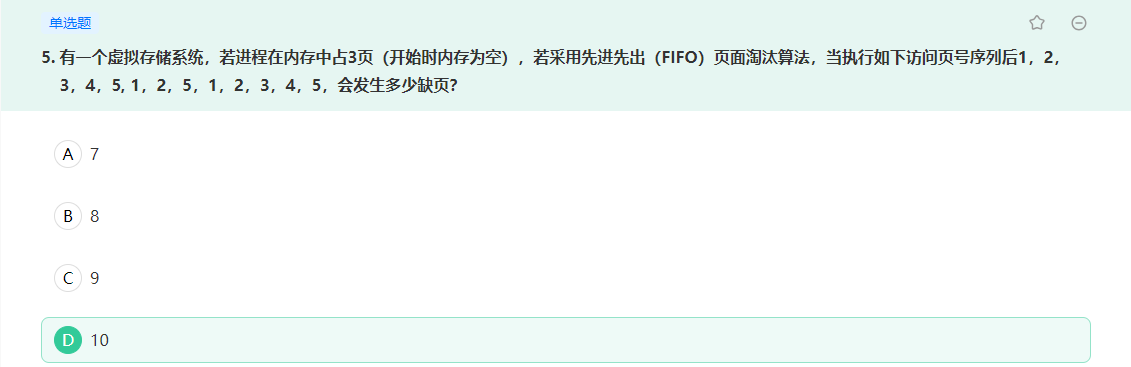 单选题
5. 有一个虚拟存储系统，若进程在内存中占3页（开始时内存为空），若采用先进先出（FIFO）页面淘汰算法，当执行如下访问页号序列后1，2，
3，4，5, 1，2，5，1，2，3，4，5，会发生多少缺页？
A 7
B 8
C 9
D 10